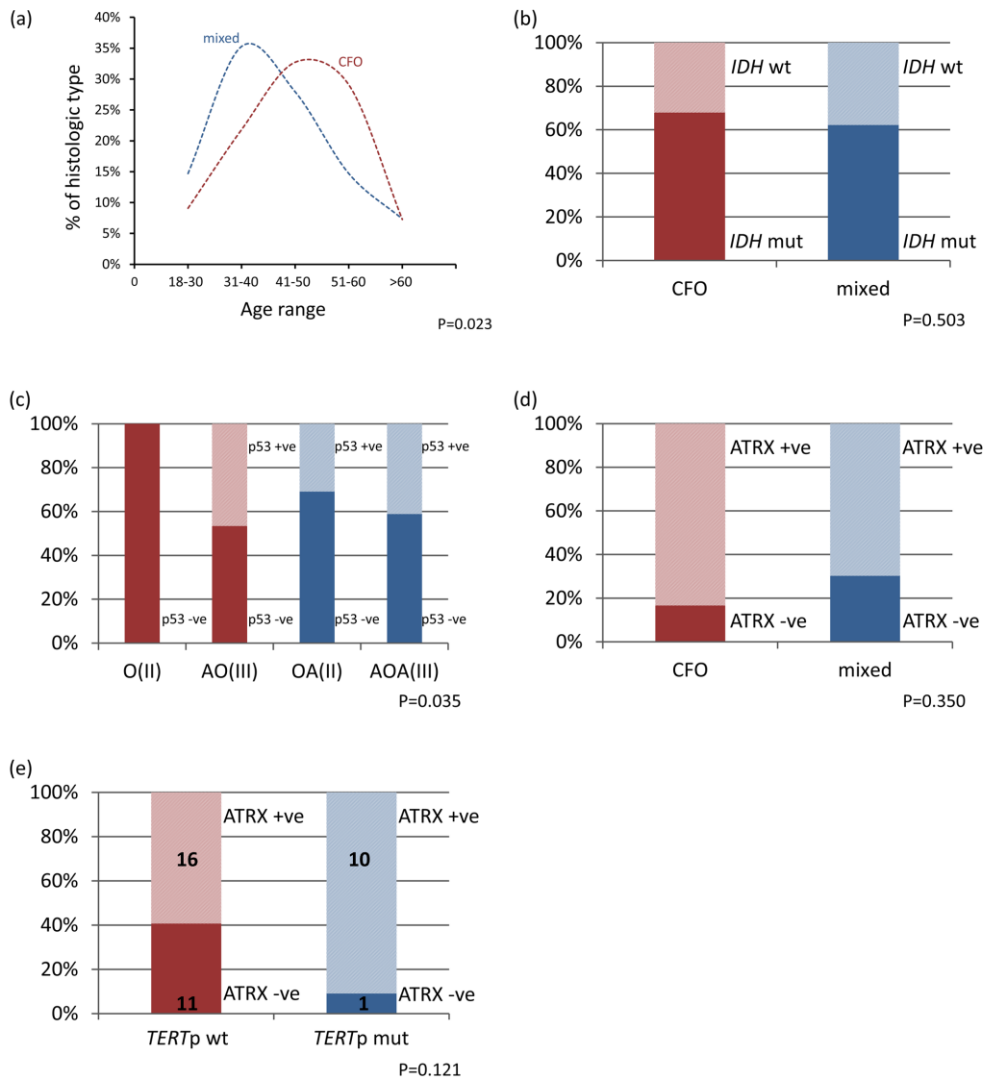 (a)
40%
35%
30%
25%
20%
15%
10%
5%
0%
% of histologic type
mixed
CFO
0 18-30 31-40 41-50 51-60 >60
Age range
P=0.023
(b)
100%
80%
60%
40%
20%
0%
IDH wt IDH wt
IDH mut IDH mut
CFO mixed
P=0.503
(c)
100%
80%
60%
40%
20%
0%
p53 +ve p53 +ve p53 +ve
p53 -ve p53 -ve p53 -ve p53 -ve
O(II) AO(III) OA(II) AOA(III)
P=0.035
(d)
100%
80%
60%
40%
20%
0%
ATRX +ve ATRX +ve
ATRX -ve ATRX -ve
CFO mixed
P=0.350
(e)
100%
80%
60%
40%
20%
0%
ATRX +ve ATRX +ve
16 10
ATRX -ve ATRX -ve
11 1
TERTp wt TERTp mut
P=0.121